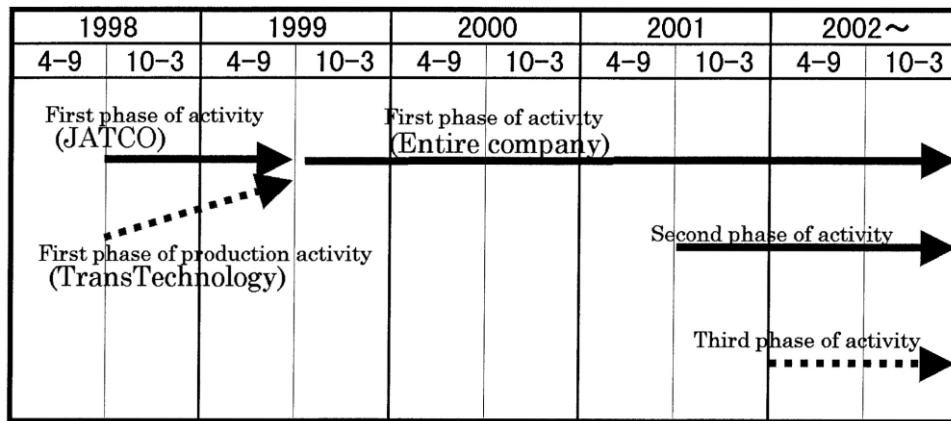 1998 1999 2000 2001 2002～
4-9 10-3 4-9 10-3 4-9 10-3 4-9 10-3 4-9 10-3
First phase of activity
(JATCO)
First phase of activity
(Entire company)
First phase of production activity
(TransTechnology)
Second phase of activity
Third phase of activity